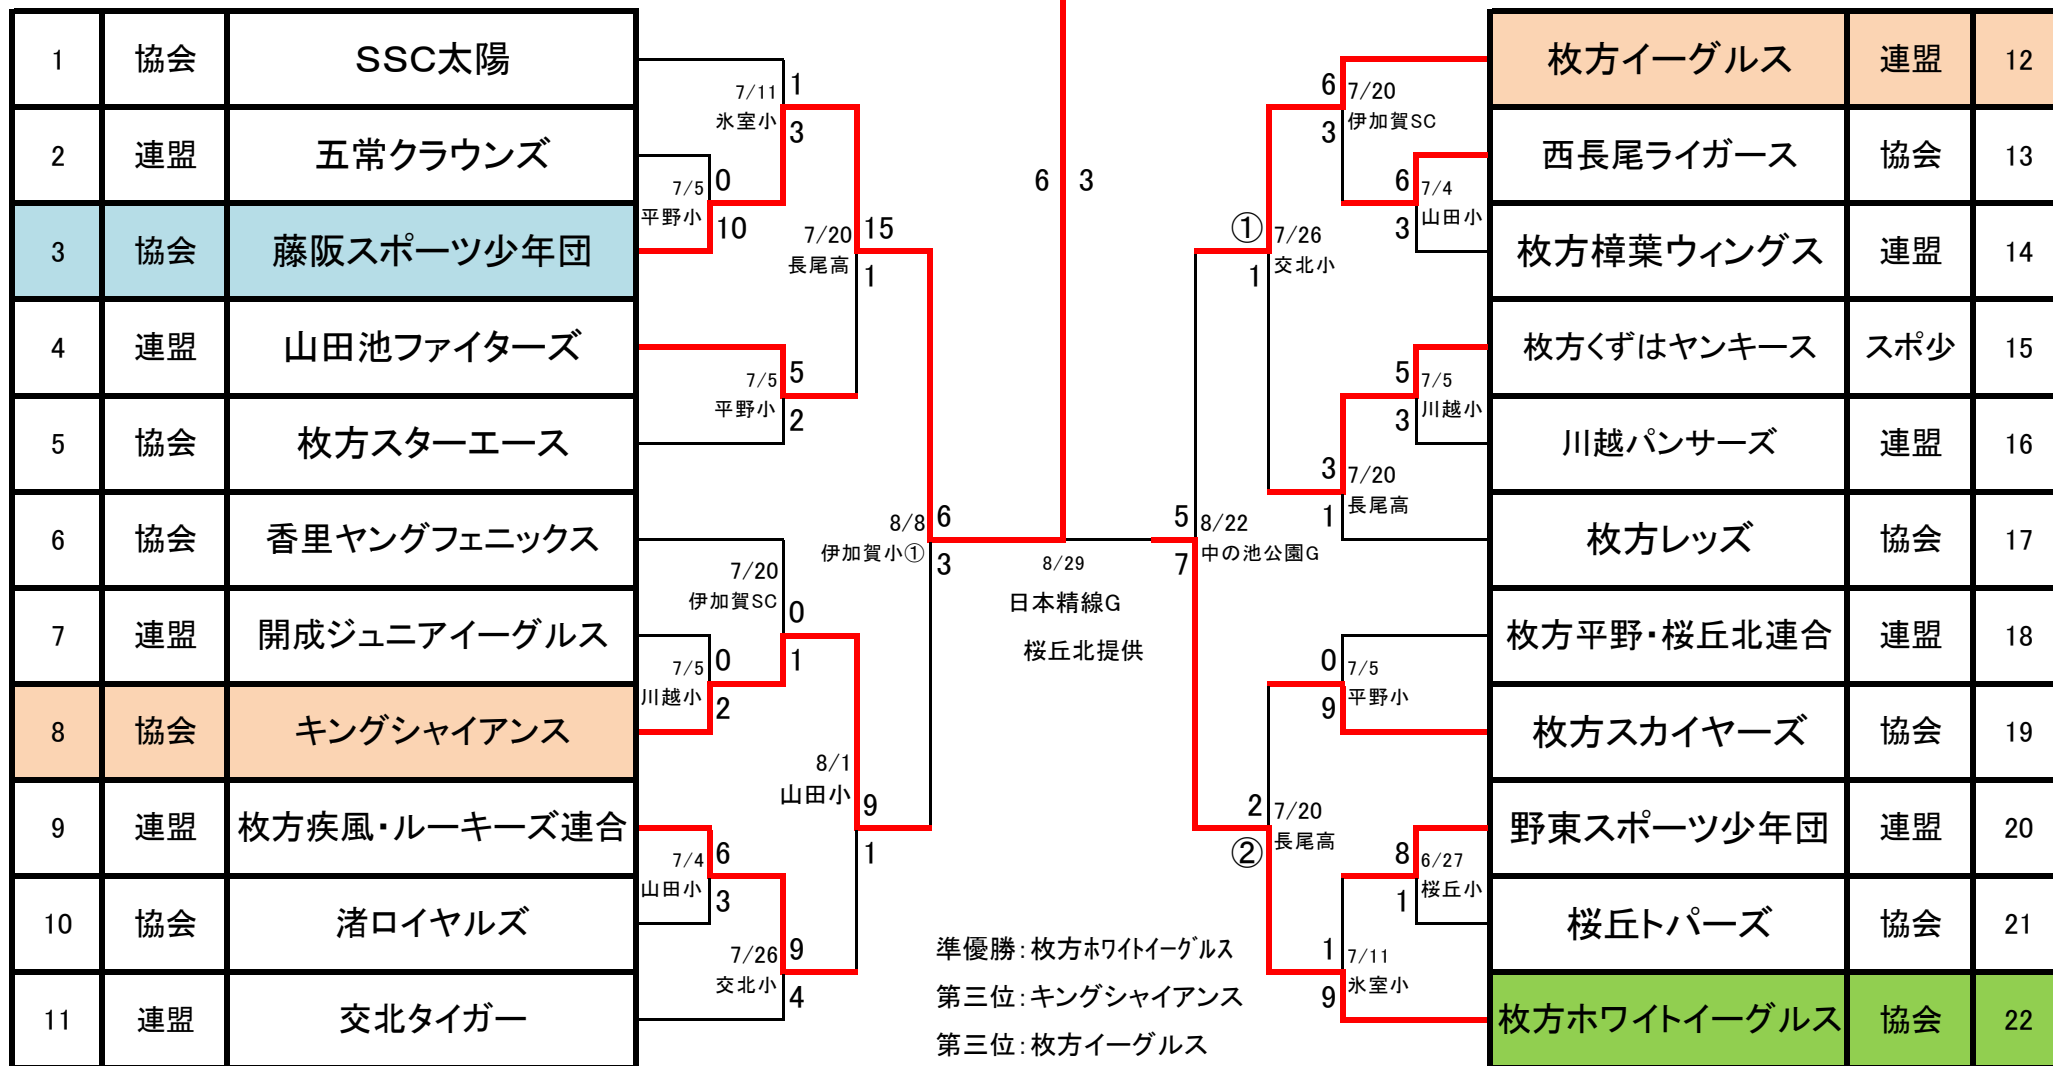 1 協会 SSC太陽
2 連盟 五常クラウンズ
3 協会 藤阪スポーツ少年団
4 連盟 山田池ファイターズ
5 協会 枚方スターエース
6 協会 香里ヤングフェニックス
7 連盟 開成ジュニアイーグルス
8 協会 キングシャイアンス
9 連盟 枚方疾風・ルーキーズ連合
10 協会 渚ロイヤルズ
11 連盟 交北タイガー
7/11 1
氷室小 3
7/5 0
平野小 10
7/20 15
長尾高 1
7/5 5
平野小 2
8/8 6
伊加賀小① 3
7/20
伊加賀SC 0
1
7/5 0
川越小 2
8/1
山田小 9
1
7/4 6
山田小 3
7/26 9
交北小 4
6 3
8/29
日本精線G
桜丘北提供
準優勝：枚方ホワイトイーグルス
第三位：キングシャイアンス
第三位：枚方イーグルス
6 7/20
3 伊加賀SC
6 7/4
3 山田小
① 7/26
1 交北小
5 7/5
3 川越小
3 7/20
1 長尾高
5 8/22
7 中の池公園G
0 7/5
9 平野小
2 7/20
② 長尾高
8 6/27
1 桜丘小
1 7/11
9 氷室小
枚方イーグルス 連盟 12
西長尾ライガース 協会 13
枚方樟葉ウィングス 連盟 14
枚方くずはヤンキース スポ少 15
川越パンサーズ 連盟 16
枚方レッズ 協会 17
枚方平野・桜丘北連合 連盟 18
枚方スカイヤーズ 協会 19
野東スポーツ少年団 連盟 20
桜丘トパーズ 協会 21
枚方ホワイトイーグルス 協会 22